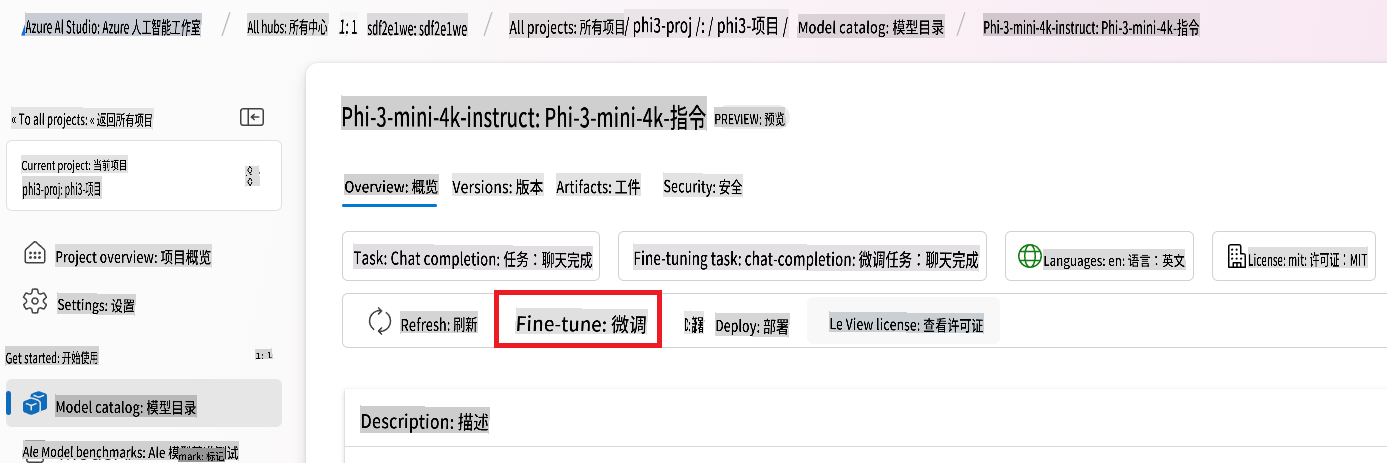 Azure AI Studio: Azure 人工智能工作室 / All hubs: 所有中心 1: 1 sdf2e1we: sdf2e1we / All projects: 所有项目/ phi3-proj /: / phi3-项目 / Model catalog: 模型目录 / Phi-3-mini-4k-instruct: Phi-3-mini-4k-指令
« To all projects: « 返回所有项目
Current project: 当前项目
phi3-proj: phi3-项目
Project overview: 项目概览
Settings: 设置
Get started: 开始使用 1: 1
Model catalog: 模型目录
Ale Model benchmarks: Ale 模 试
mark: 标记
Phi-3-mini-4k-instruct: Phi-3-mini-4k-指令 PREVIEW: 预览
Overview: 概览 Versions: 版本 Artifacts: 工件 Security: 安全
Task: Chat completion: 任务：聊天完成 Fine-tuning task: chat-completion: 微调任务：聊天完成 Languages: en: 语言：英文 License: mit: 许可证：MIT
Refresh: 刷新 Fine-tune: 微调 Deploy: 部署 Le View license: 查看许可证
Description: 描述